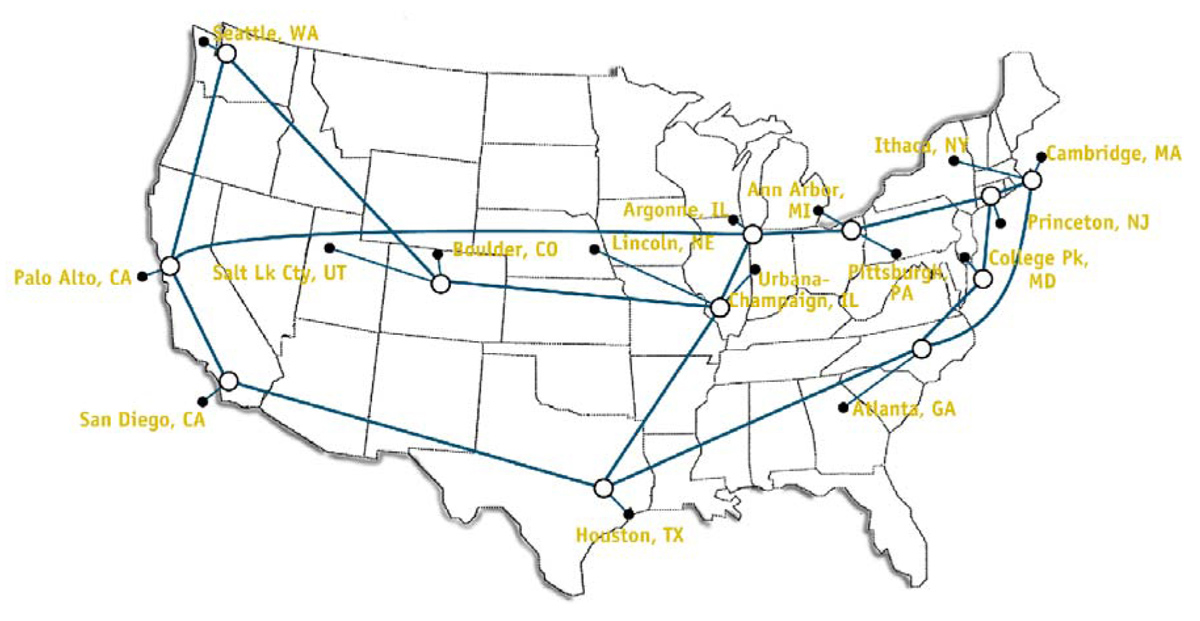 Seattle, WA
Ithaca, NY
Cambridge, MA
Ann Arbor,
MI
Argonne, IL
Princeton, NJ
Lincoln, NE
Boulder, CO
College Pk,
MD
Salt Lk Cty, UT
Palo Alto, CA
Pittsburgh,
PA
Urbana-
Champaign, IL
San Diego, CA
Atlanta, GA
Houston, TX